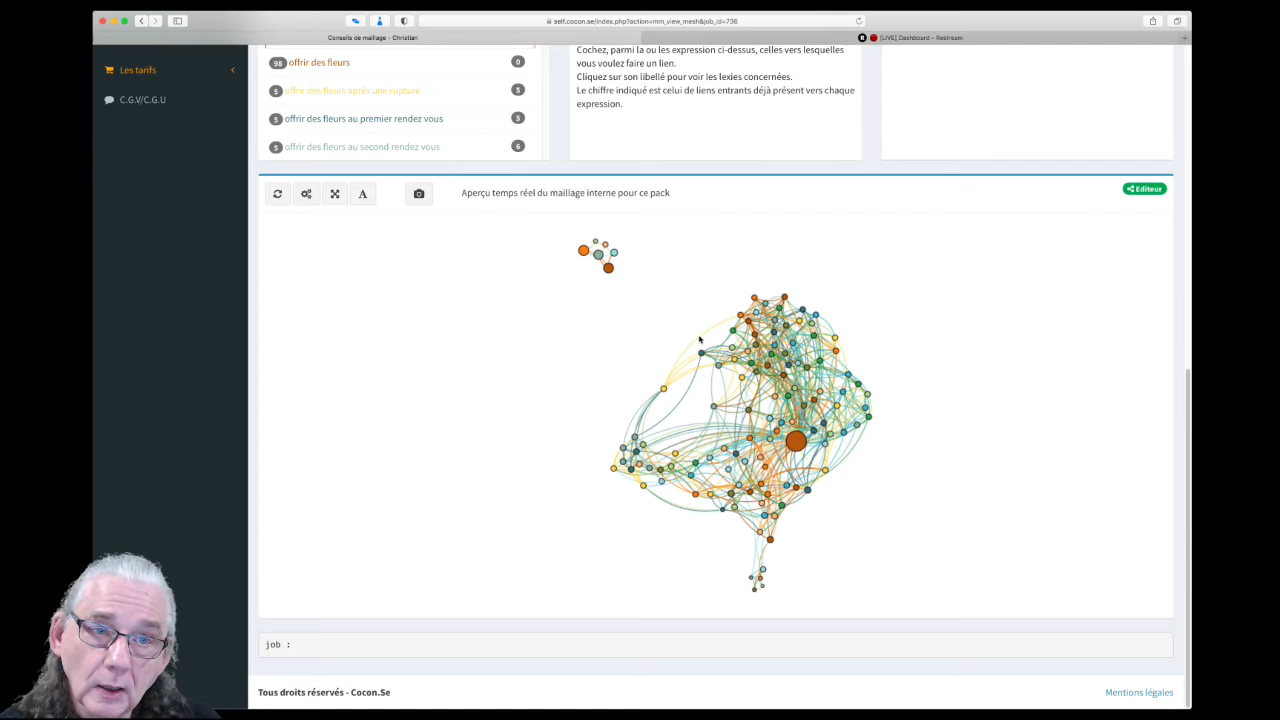 self.cocon.se/index.php?action=mm_view_mesh&job_id=736
Conseils de maillage - Christian
[LIVE] Dashboard – Restream
Les tarifs
C.G.V/C.G.U
98 offrir des fleurs 0
5 offrir des fleurs après une rupture 5
5 offrir des fleurs au premier rendez vous 5
5 offrir des fleurs au second rendez vous 6
Cochez, parmi la ou les expression ci-dessus, celles vers lesquelles
vous voulez faire un lien.
Cliquez sur son libellé pour voir les lexies concernées.
Le chiffre indiqué est celui de liens entrants déjà présent vers chaque
expression.
A
Aperçu temps réel du maillage interne pour ce pack
Editeur
job :
Tous droits réservés - Cocon.Se
Mentions légales